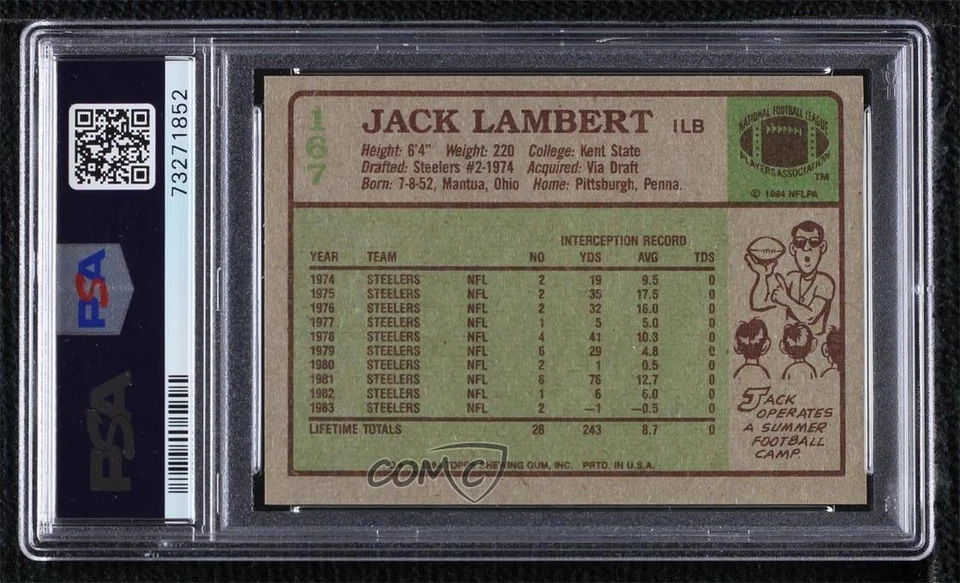 73271852
PSA
PSA
167
JACK LAMBERT ILB
Height: 6'4" Weight: 220 College: Kent State
Drafted: Steelers #2-1974 Acquired: Via Draft
Born: 7-8-52, Mantua, Ohio Home: Pittsburgh, Penna.
NATIONAL FOOTBALL LEAGUE
PLAYERS ASSOCIATION
TM
© 1984 NFLPA
INTERCEPTION RECORD
YEAR TEAM NO YDS AVG TDS
1974 STEELERS NFL 2 19 9.5 0
1975 STEELERS NFL 2 35 17.5 0
1976 STEELERS NFL 2 32 16.0 0
1977 STEELERS NFL 1 5 5.0 0
1978 STEELERS NFL 4 41 10.3 0
1979 STEELERS NFL 6 29 4.8 0
1980 STEELERS NFL 2 1 0.5 0
1981 STEELERS NFL 6 76 12.7 0
1982 STEELERS NFL 1 6 6.0 0
1983 STEELERS NFL 2 —1 —0.5 0
LIFETIME TOTALS 28 243 8.7 0
JACK
OPERATES
A SUMMER
FOOTBALL
CAMP.
TOPPS CHEWING GUM, INC. PRTD. IN U.S.A.
COMC